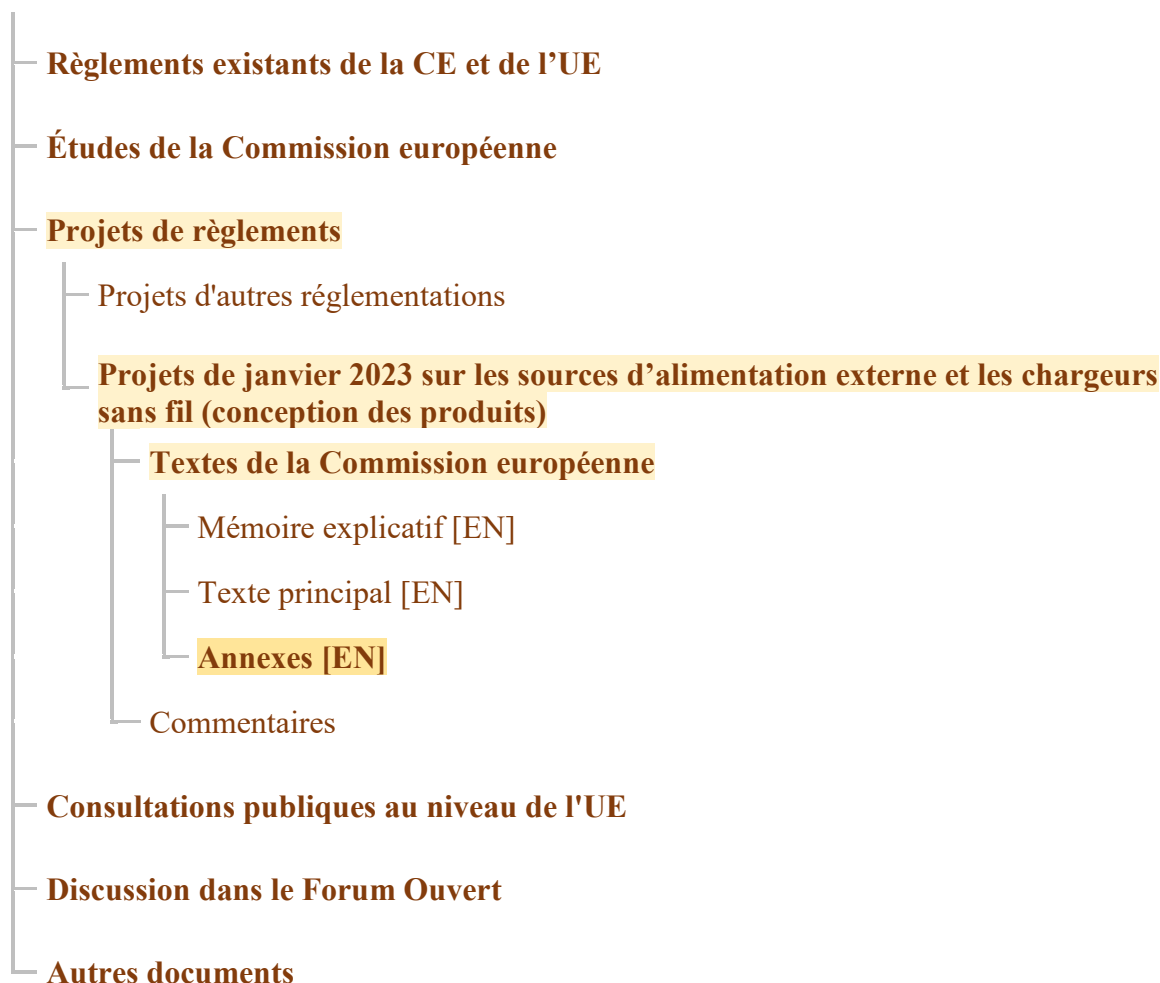 Règlements existants de la CE et de l’UE
Études de la Commission européenne
Projets de règlements
Projets d'autres réglementations
Projets de janvier 2023 sur les sources d’alimentation externe et les chargeurs
sans fil (conception des produits)
Textes de la Commission européenne
Mémoire explicatif [EN]
Texte principal [EN]
Annexes [EN]
Commentaires
Consultations publiques au niveau de l'UE
Discussion dans le Forum Ouvert
Autres documents